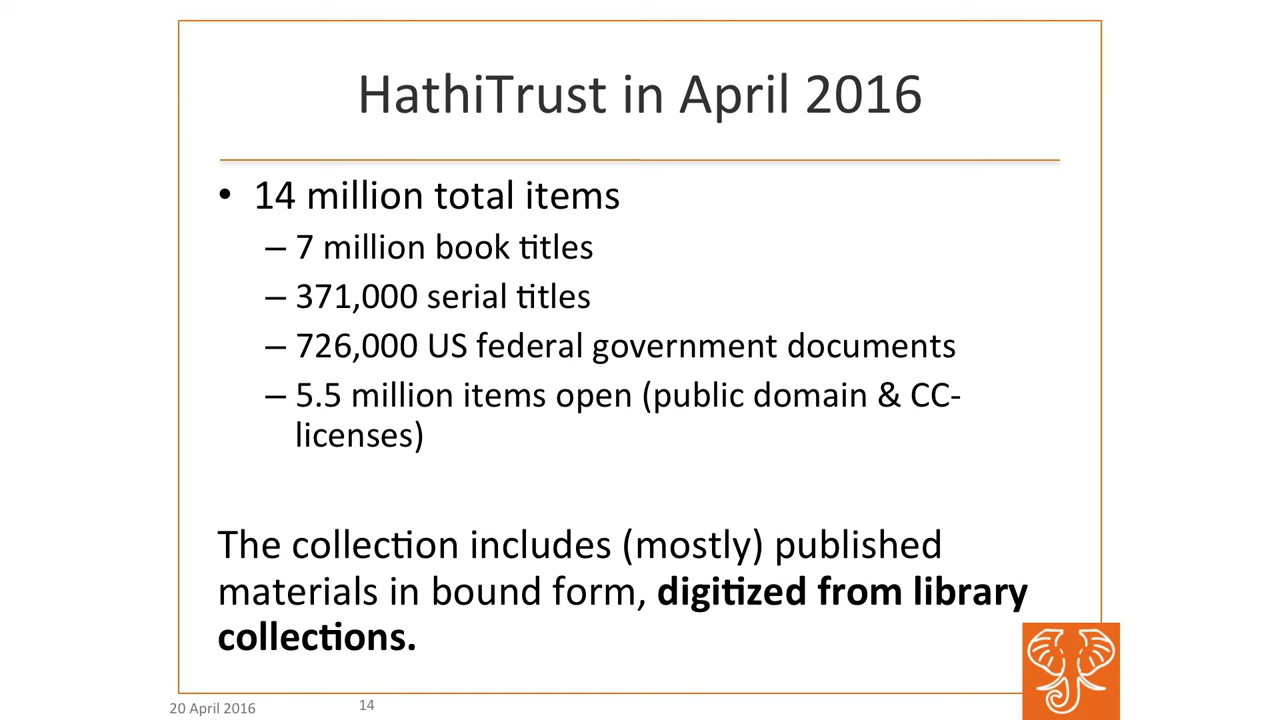 HathiTrust in April 2016
• 14 million total items
– 7 million book titles
– 371,000 serial titles
– 726,000 US federal government documents
– 5.5 million items open (public domain & CC-
licenses)
The collection includes (mostly) published
materials in bound form, digitized from library
collections.
20 April 2016
14